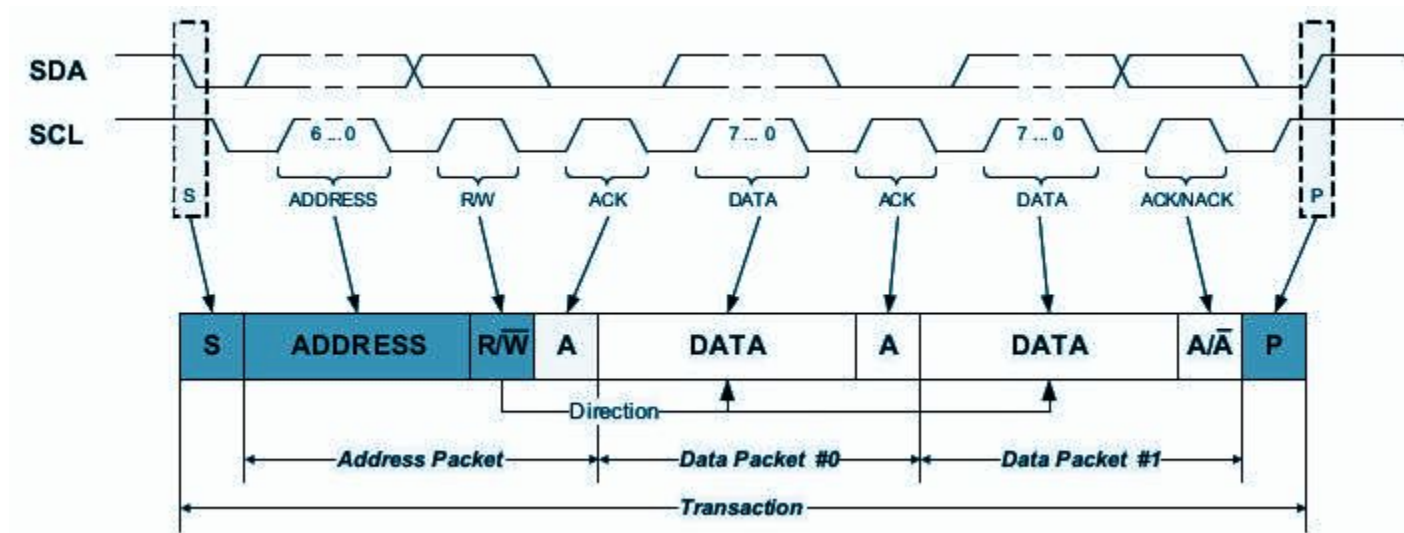 SDA
SCL
6 ... 0
7 ... 0
7 ... 0
S
ADDRESS
R/W
ACK
DATA
ACK
DATA
ACK/NACK
P
S
ADDRESS
R/W̅
A
DATA
A
DATA
A/A̅
P
Direction
Address Packet
Data Packet #0
Data Packet #1
Transaction